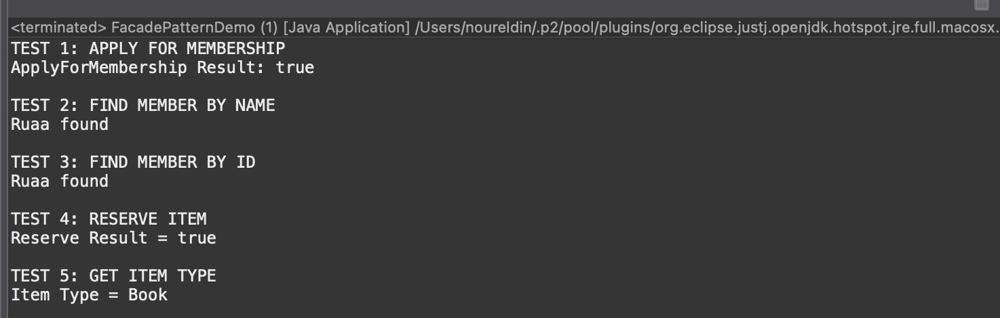 <terminated> FacadePatternDemo (1) [Java Application] /Users/noureldin/.p2/pool/plugins/org.eclipse.justj.openjdk.hotspot.jre.full.macosx.
TEST 1: APPLY FOR MEMBERSHIP
ApplyForMembership Result: true
TEST 2: FIND MEMBER BY NAME
Ruaa found
TEST 3: FIND MEMBER BY ID
Ruaa found
TEST 4: RESERVE ITEM
Reserve Result = true
TEST 5: GET ITEM TYPE
Item Type = Book